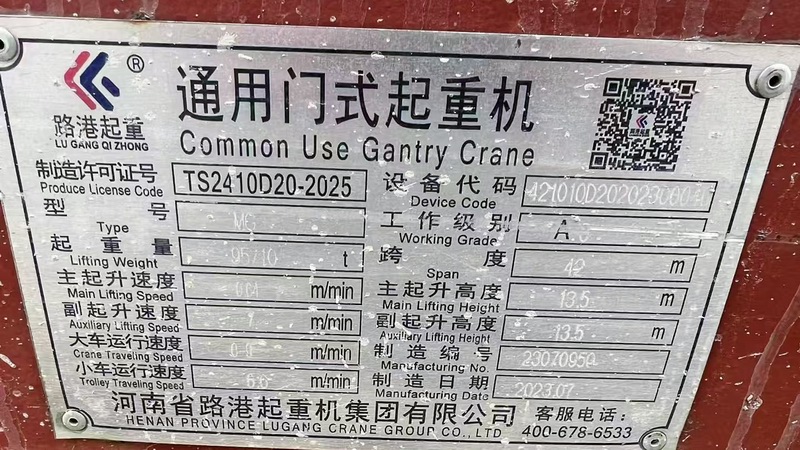 ®
路港起重
LU GANG QI ZHONG
通用门式起重机
Common Use Gantry Crane
制造许可证号 TS2410D20-2025
Produce License Code
设备代码
Device Code
型号 MG
Type
工作级别 A
Working Grade
起重量 95/10 t
Lifting Weight
跨度 42 m
Span
主起升速度 m/min
Main Lifting Speed
主起升高度 13.5 m
Main Lifting Height
副起升速度 m/min
Auxiliary Lifting Speed
副起升高度 13.5 m
Auxiliary Lifting Height
大车运行速度 m/min
Crane Traveling Speed
制造编号 2307095A
Manufacturing No.
小车运行速度 m/min
Trolley Traveling Speed
制造日期 2023.07
Manufacturing Date
河南省路港起重机集团有限公司
HENAN PROVINCE LUGANG CRANE GROUP CO.,LTD
客服电话：
400-678-6533